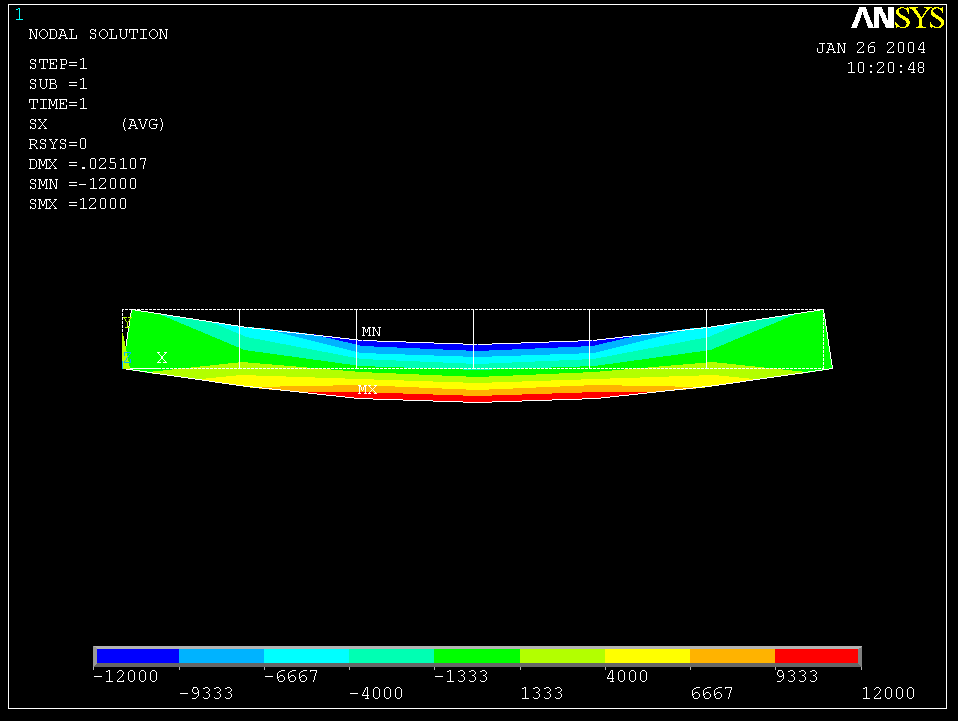 1
ANSYS
NODAL SOLUTION
JAN 26 2004
10:20:48
STEP=1
SUB =1
TIME=1
SX (AVG)
RSYS=0
DMX =.025107
SMN =-12000
SMX =12000
MN
Y
Z X
MX
-12000 -6667 -1333 4000 9333
-9333 -4000 1333 6667 12000